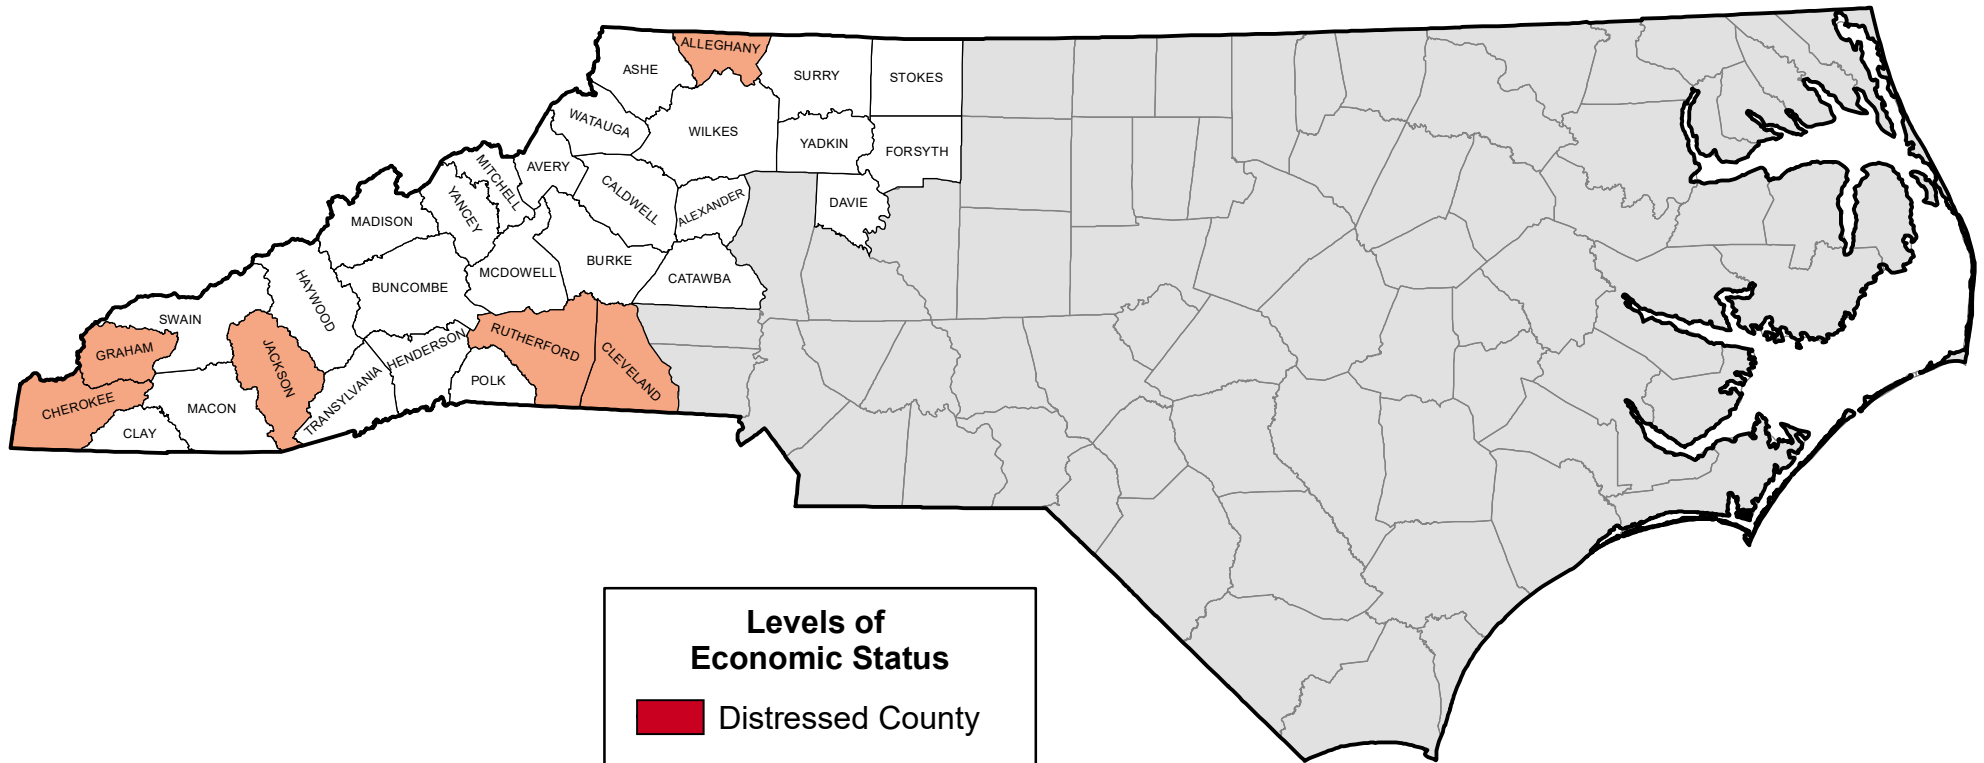 ALLEGHANY
ASHE
SURRY
STOKES
WATAUGA
WILKES
YADKIN
FORSYTH
MITCHELL
AVERY
YANCEY
CALDWELL
ALEXANDER
DAVIE
MADISON
BURKE
MCDOWELL
CATAWBA
HAYWOOD
BUNCOMBE
SWAIN
GRAHAM
JACKSON
HENDERSON
RUTHERFORD
CLEVELAND
POLK
CHEROKEE
MACON
TRANSYLVANIA
CLAY
Levels of
Economic Status
Distressed County